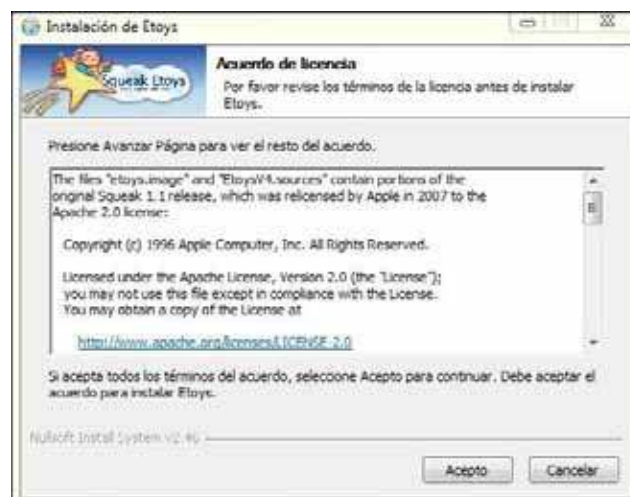 Instalación de Etoys
Squeak Etoys
Acuerdo de licencia
Por favor revise los términos de la licencia antes de instalar
Etoys.
Presione Avanzar Página para ver el resto del acuerdo.
The files "etoys.image" and "EtoysV4.sources" contain portions of the
original Squeak 1.1 release, which was relicensed by Apple in 2007 to the
Apache 2.0 license:
Copyright (c) 1996 Apple Computer, Inc. All Rights Reserved.
Licensed under the Apache License, Version 2.0 (the "License");
you may not use this file except in compliance with the License.
You may obtain a copy of the License at
http://www.apache.org/licenses/LICENSE-2.0
Si acepta todos los términos del acuerdo, seleccione Acepto para continuar. Debe aceptar el
acuerdo para instalar Etoys.
Nullsoft Install System v2.46
Acepto
Cancelar